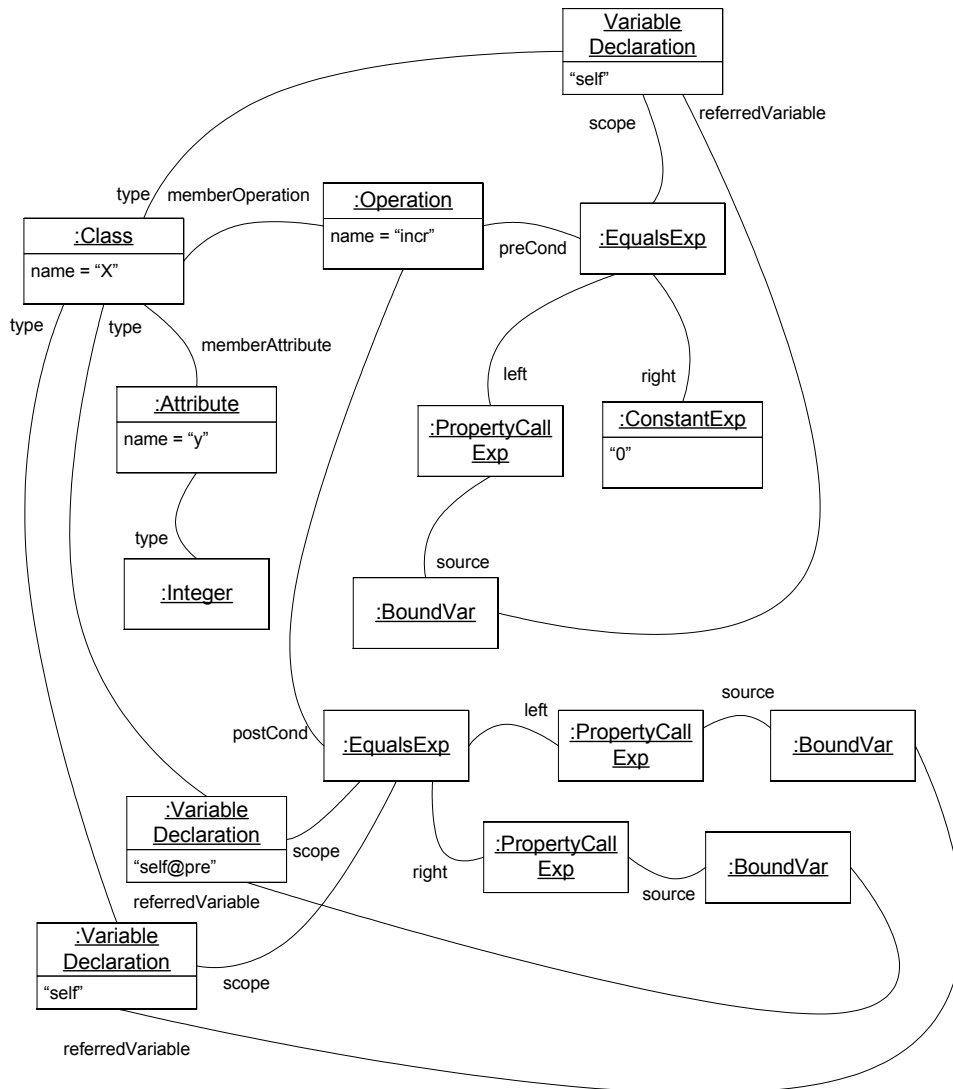 Variable
Declaration
“self”
referredVariable
scope
type
memberOperation
:Operation
name = “incr”
preCond
:EqualsExp
:Class
name = “X”
type
type
memberAttribute
left
right
:Attribute
name = “y”
:PropertyCall
Exp
:ConstantExp
“0”
type
source
:Integer
:BoundVar
postCond
:EqualsExp
left
:PropertyCall
Exp
source
:BoundVar
:Variable
Declaration
“self@pre”
scope
right
:PropertyCall
Exp
source
:BoundVar
referredVariable
:Variable
Declaration
“self”
scope
referredVariable